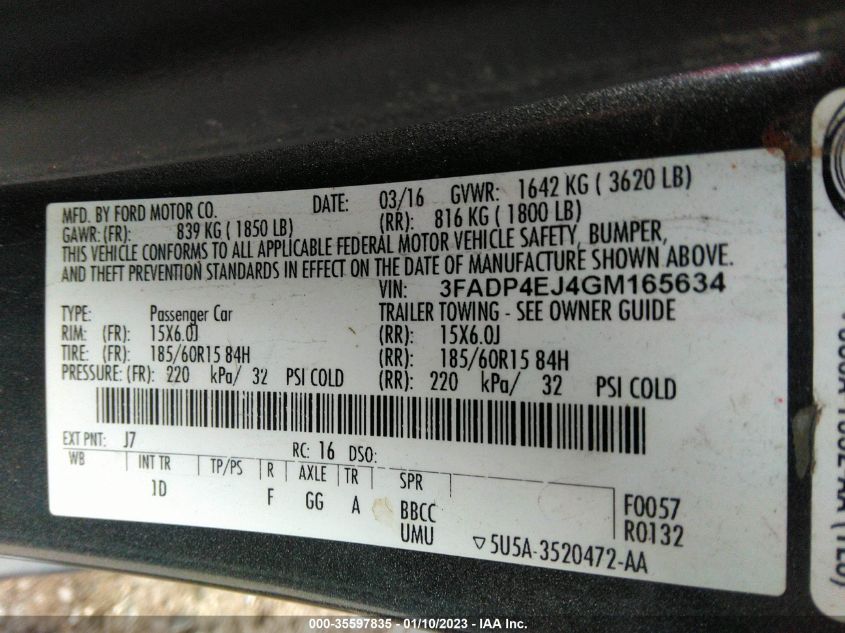 MFD. BY FORD MOTOR CO. DATE: 03/16 GVWR: 1642 KG ( 3620 LB)
GAWR: (FR): 839 KG ( 1850 LB) (RR): 816 KG ( 1800 LB)
THIS VEHICLE CONFORMS TO ALL APPLICABLE FEDERAL MOTOR VEHICLE SAFETY, BUMPER,
AND THEFT PREVENTION STANDARDS IN EFFECT ON THE DATE OF MANUFACTURE SHOWN ABOVE.
VIN: 3FADP4EJ4GM165634
TYPE: Passenger Car TRAILER TOWING - SEE OWNER GUIDE
RIM: (FR): 15X6.0J (RR): 15X6.0J
TIRE: (FR): 185/60R15 84H (RR): 185/60R15 84H
PRESSURE: (FR): 220 kPa/ 32 PSI COLD (RR): 220 kPa/ 32 PSI COLD
EXT PNT: J7 RC: 16 DSO:
WB INT TR TP/PS R AXLE TR SPR
1D F GG A BBCC F0057
UMU R0132
▽5U5A-3520472-AA
000-35597835 - 01/10/2023 - IAA Inc.